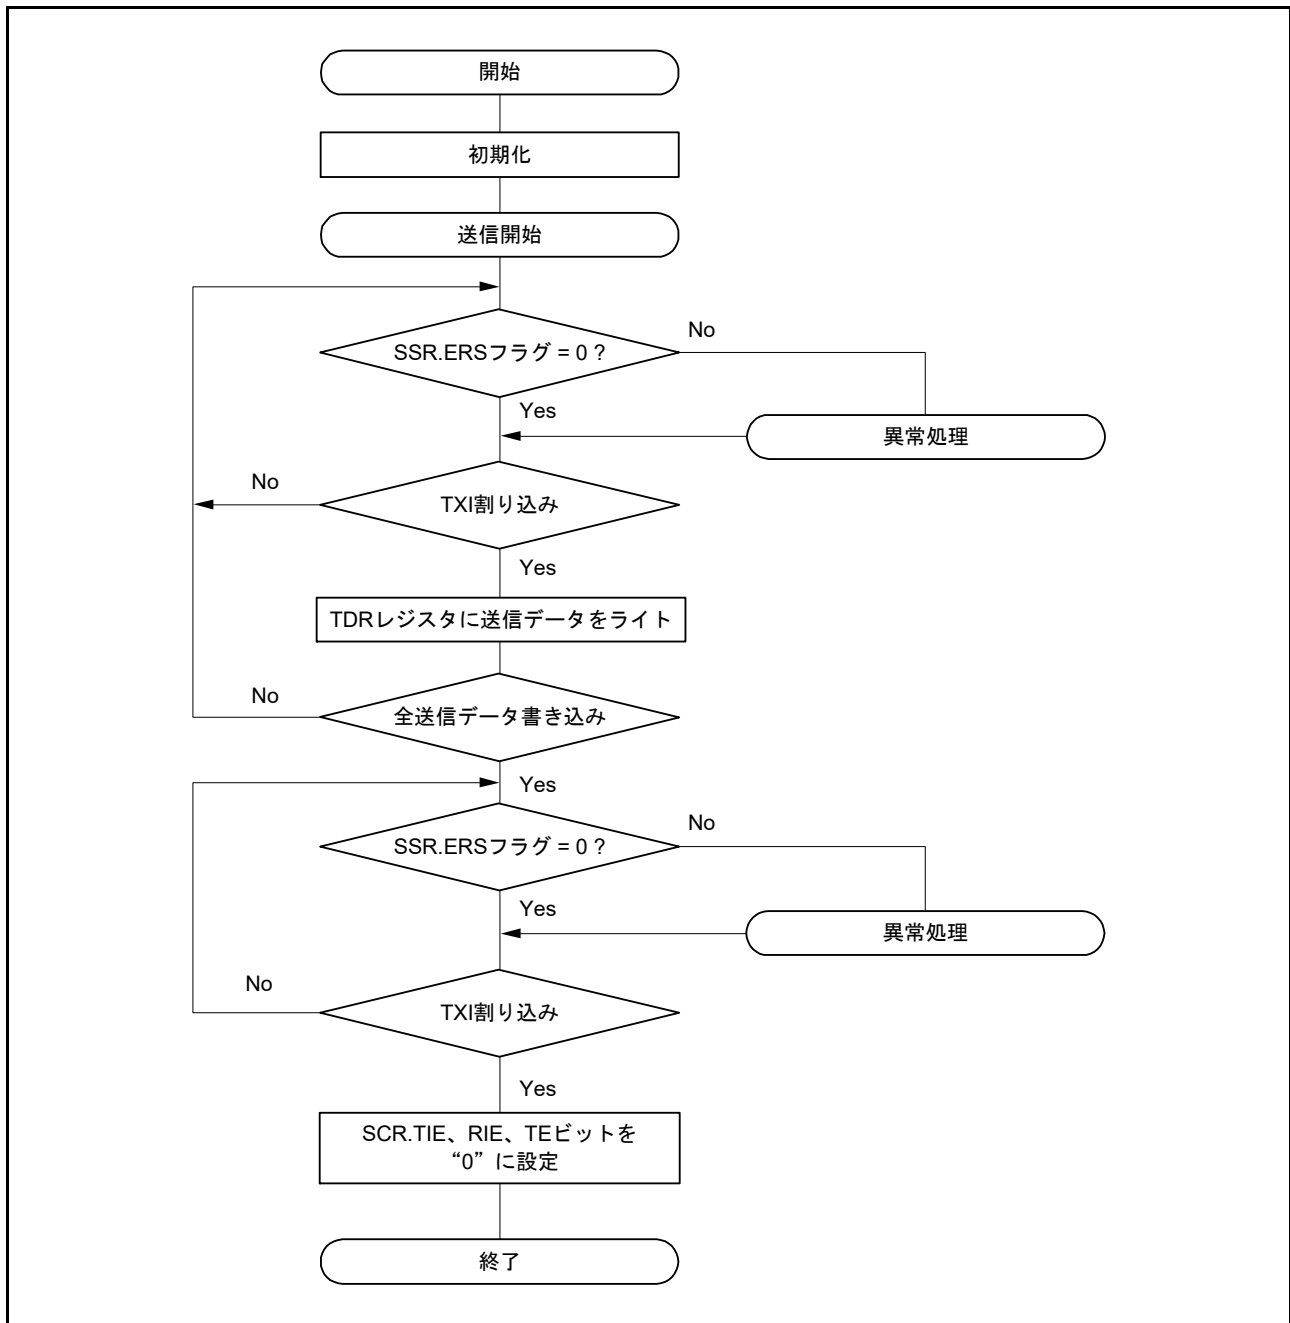 開始
初期化
送信開始
SSR.ERSフラグ = 0 ?
No
Yes
異常処理
No
TXI割り込み
Yes
TDRレジスタに送信データをライト
No
全送信データ書き込み
Yes
SSR.ERSフラグ = 0 ?
No
Yes
異常処理
No
TXI割り込み
Yes
SCR.TIE、RIE、TEビットを
“0”に設定
終了